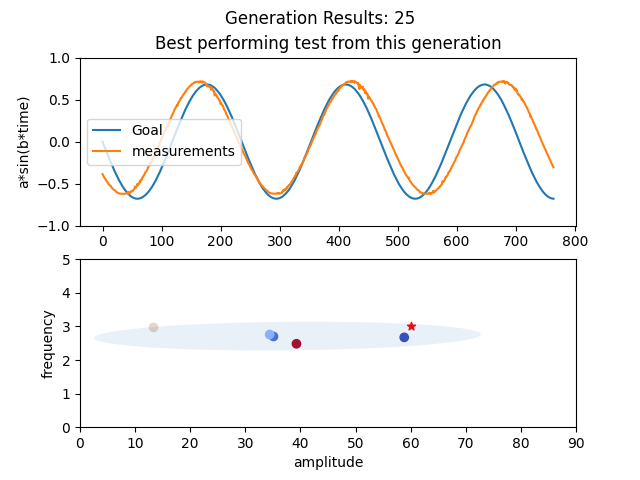 Generation Results: 25
Best performing test from this generation
1.0
0.5
0.0
−0.5
−1.0
a*sin(b*time)
Goal
measurements
0 100 200 300 400 500 600 700 800
5
4
3
2
1
0
frequency
0 10 20 30 40 50 60 70 80 90
amplitude